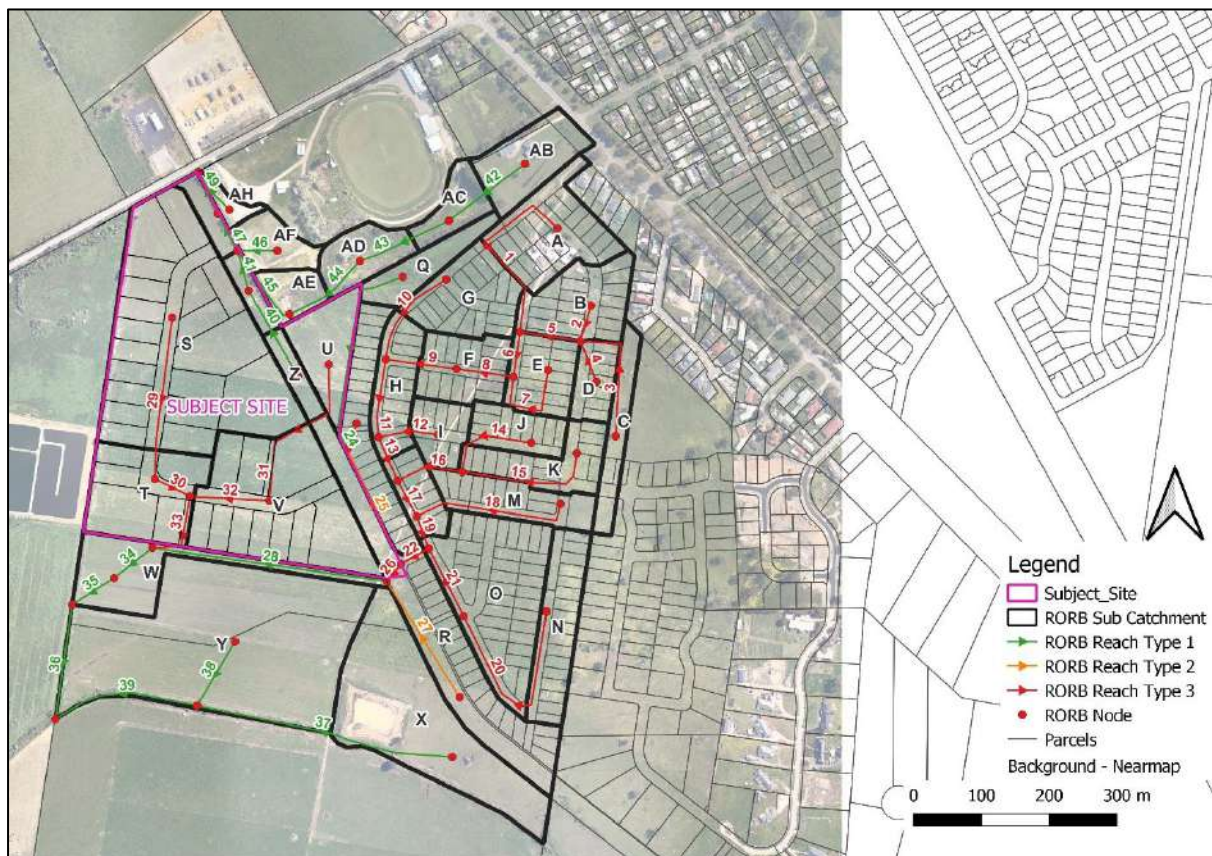 AB
42
AC
49
AH
A
AF
47
46
AD
43
1
41
AE
45
44
Q
10
G
B
40
2
5
4
S
U
6
9
F
8
E
D
3
Z
H
7
C
29
SUBJECT SITE
24
11
12
I
J
14
13
16
15
K
31
T
30
32
V
25
17
M
18
33
19
28
26
22
34
35
W
21
O
N
27
R
Y
38
20
36
39
37
X
Legend
Subject_Site
RORB Sub Catchment
RORB Reach Type 1
RORB Reach Type 2
RORB Reach Type 3
RORB Node
Parcels
Background - Nearmap
0 100 200 300 m